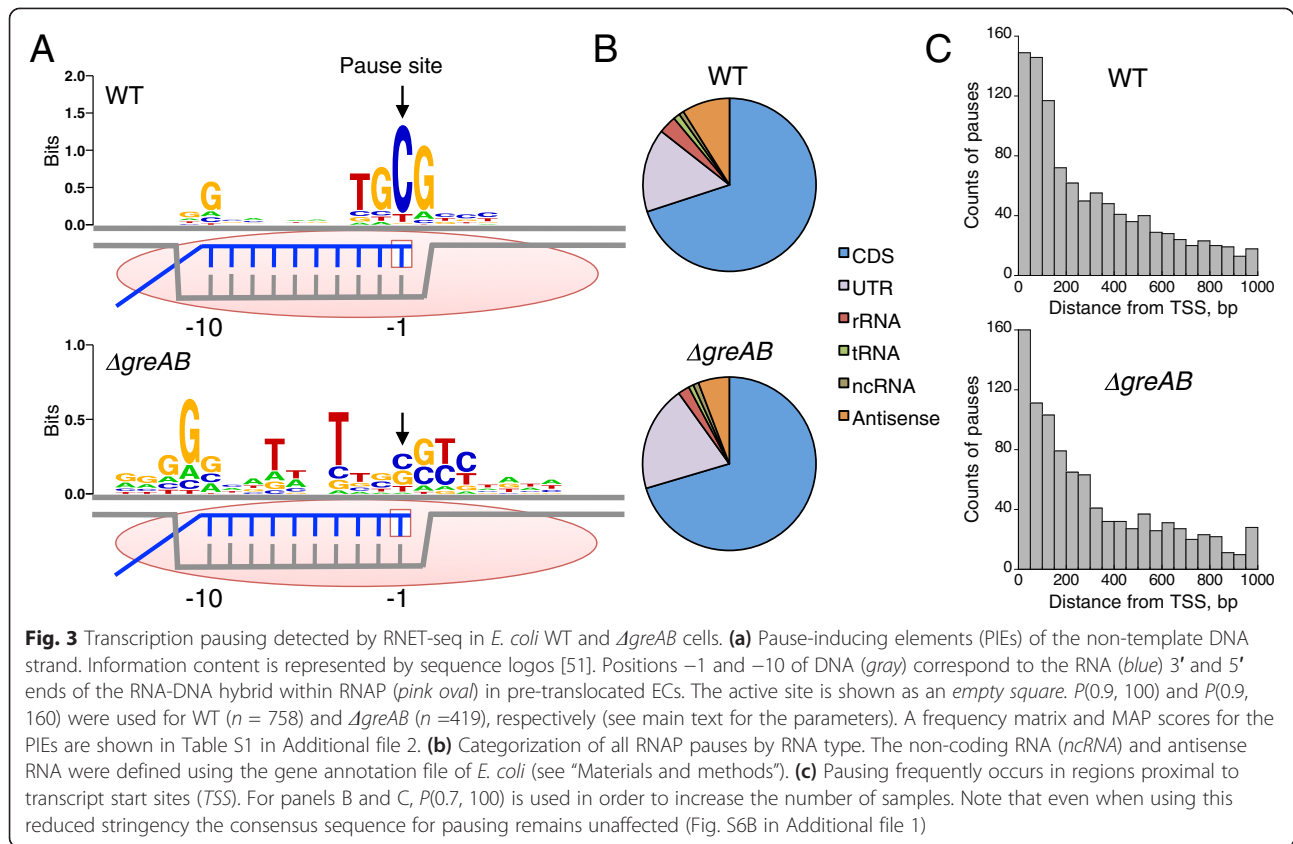 A
B
C
Pause site
WT
Bits
2.0
1.5
1.0
0.5
0.0
TGCG
G
-10
-1
ΔgreAB
Bits
1.0
0.5
0.0
-10
-1
WT
ΔgreAB
CDS
UTR
rRNA
tRNA
ncRNA
Antisense
WT
Counts of pauses
160
120
80
40
0
0 200 400 600 800 1000
Distance from TSS, bp
ΔgreAB
Counts of pauses
160
120
80
40
0
0 200 400 600 800 1000
Distance from TSS, bp
Fig. 3 Transcription pausing detected by RNET-seq in E. coli WT and ΔgreAB cells. (a) Pause-inducing elements (PIEs) of the non-template DNA
strand. Information content is represented by sequence logos [51]. Positions −1 and −10 of DNA (gray) correspond to the RNA (blue) 3′ and 5′
ends of the RNA-DNA hybrid within RNAP (pink oval) in pre-translocated ECs. The active site is shown as an empty square. P(0.9, 100) and P(0.9,
160) were used for WT (n = 758) and ΔgreAB (n =419), respectively (see main text for the parameters). A frequency matrix and MAP scores for the
PIEs are shown in Table S1 in Additional file 2. (b) Categorization of all RNAP pauses by RNA type. The non-coding RNA (ncRNA) and antisense
RNA were defined using the gene annotation file of E. coli (see "Materials and methods"). (c) Pausing frequently occurs in regions proximal to
transcript start sites (TSS). For panels B and C, P(0.7, 100) is used in order to increase the number of samples. Note that even when using this
reduced stringency the consensus sequence for pausing remains unaffected (Fig. S6B in Additional file 1)